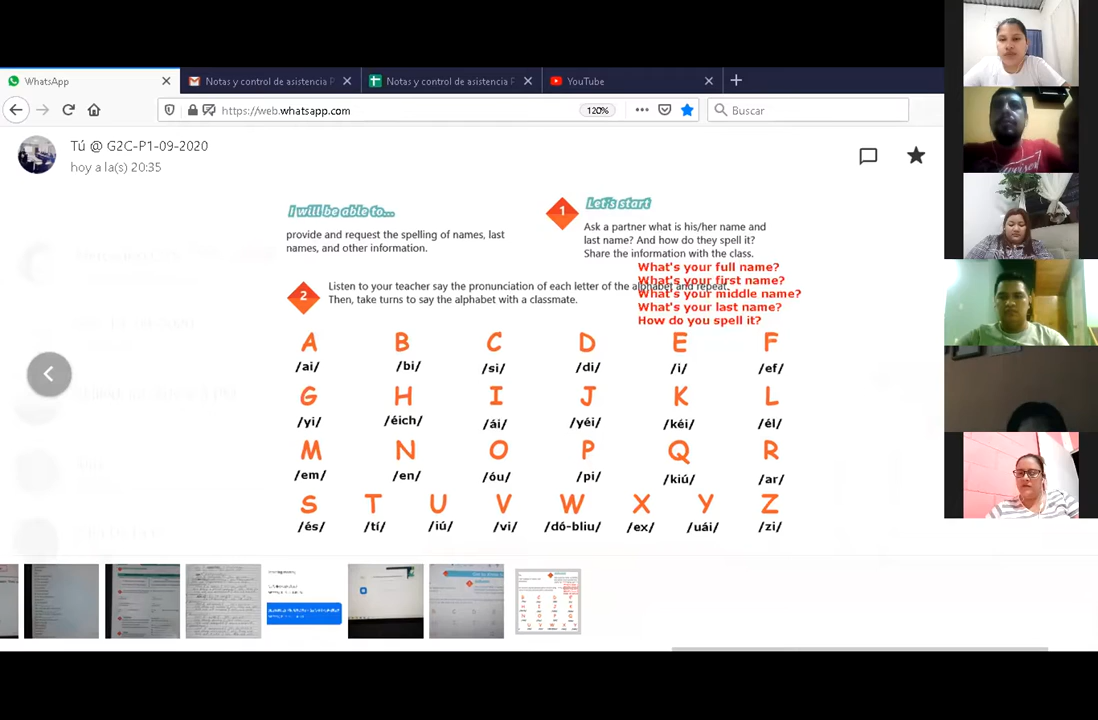 WhatsApp
Notas y control de asistencia P
Notas y control de asistencia P
YouTube
https://web.whatsapp.com
120%
Buscar
Tú @ G2C-P1-09-2020
hoy a la(s) 20:35
I will be able to...
provide and request the spelling of names, last
names, and other information.
1
Let's start
Ask a partner what is his/her name and
last name? And how do they spell it?
Share the information with the class.
What's your full name?
What's your first name?
What's your middle name?
What's your last name?
How do you spell it?
2
Listen to your teacher say the pronunciation of each letter of the alphabet and repeat.
Then, take turns to say the alphabet with a classmate.
A B C D E F
/ai/ /bi/ /si/ /di/ /i/ /ef/
G H I J K L
/yi/ /éich/ /ái/ /yéi/ /kéi/ /él/
M N O P Q R
/em/ /en/ /óu/ /pi/ /kiú/ /ar/
S T U V W X Y Z
/és/ /tí/ /iú/ /vi/ /dó-bliu/ /ex/ /uái/ /zi/